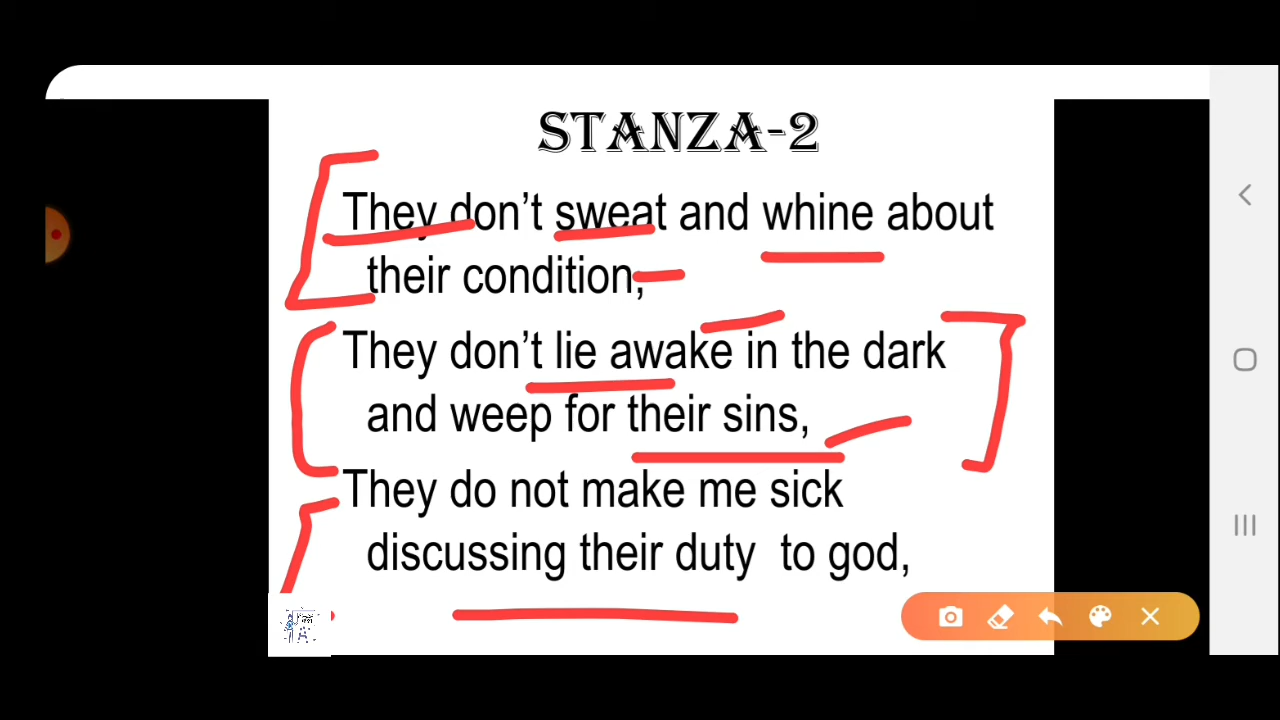 STANZA-2
They don't sweat and whine about
their condition,
They don't lie awake in the dark
and weep for their sins,
They do not make me sick
discussing their duty to god,